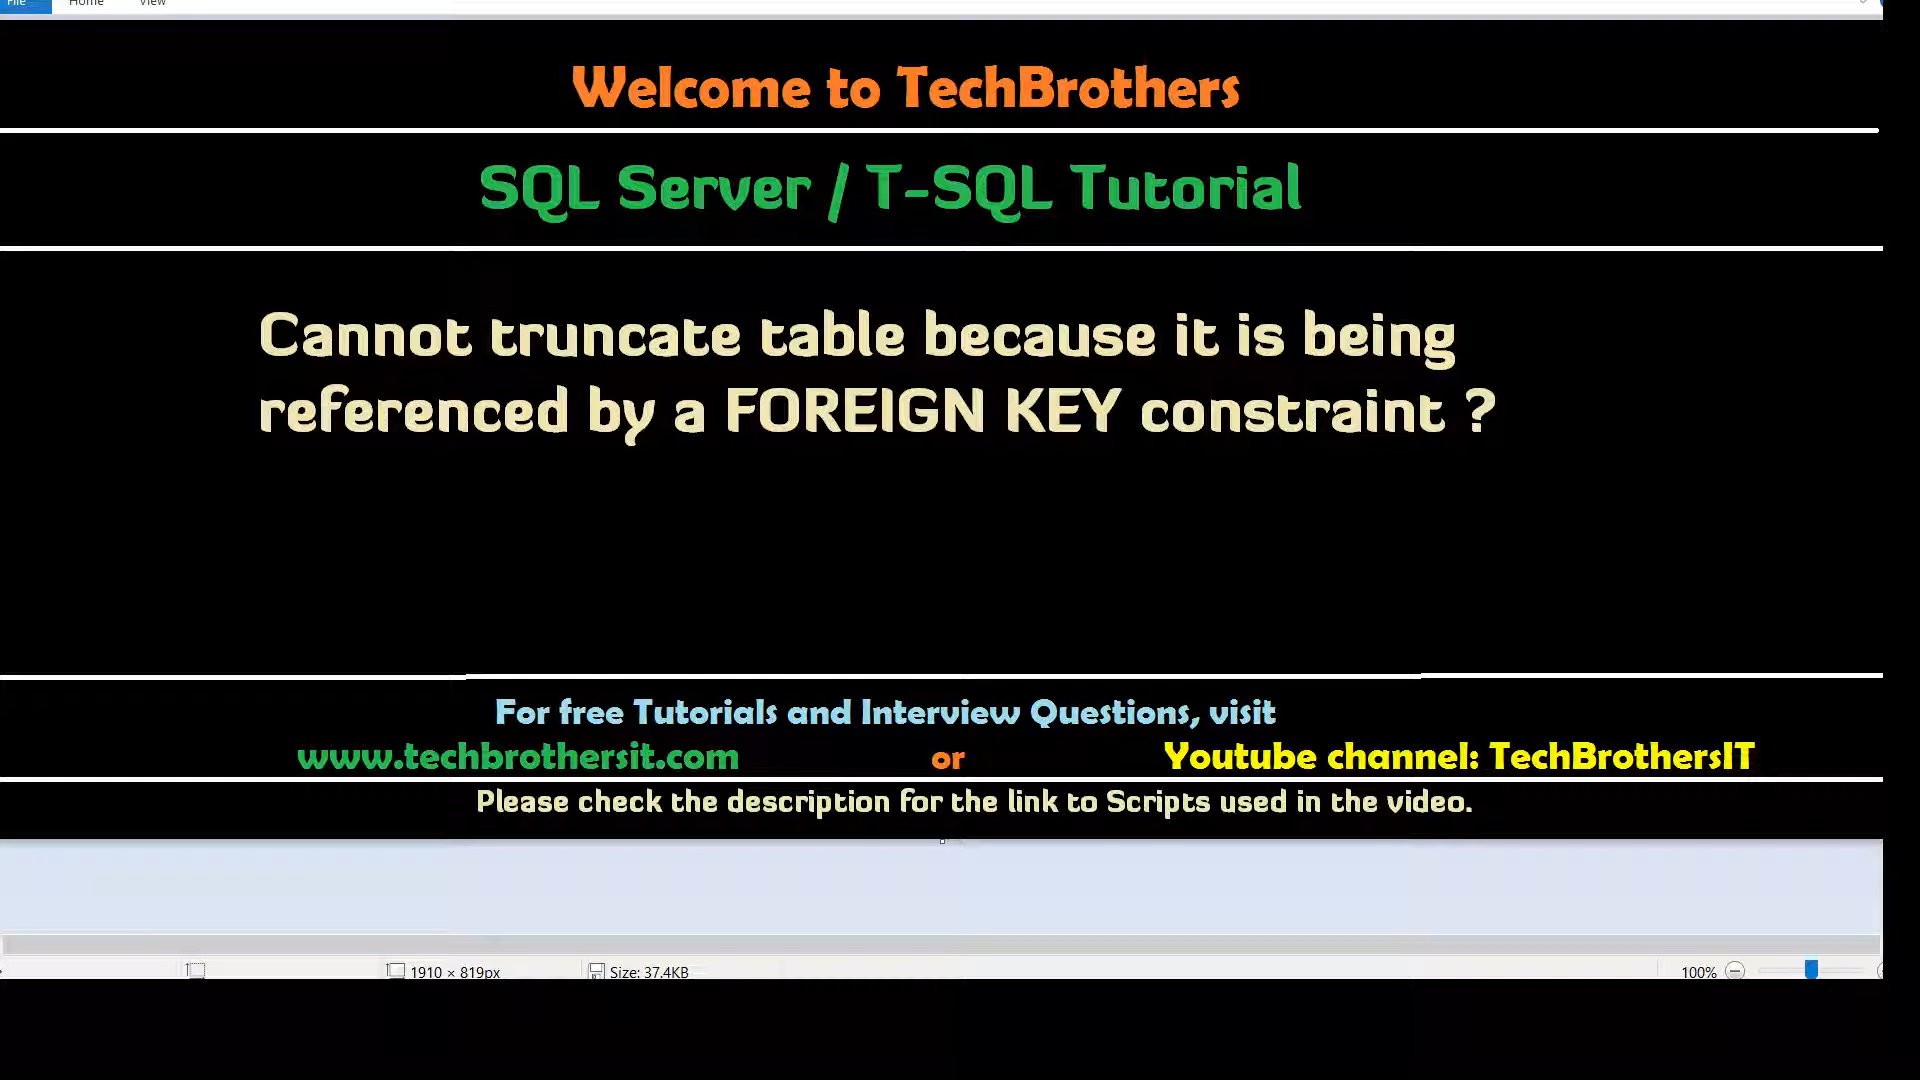 File Home View
Welcome to TechBrothers
SQL Server / T-SQL Tutorial
Cannot truncate table because it is being
referenced by a FOREIGN KEY constraint ?
For free Tutorials and Interview Questions, visit
www.techbrothersit.com or Youtube channel: TechBrothersIT
Please check the description for the link to Scripts used in the video.
1910 × 819px Size: 37.4KB 100%